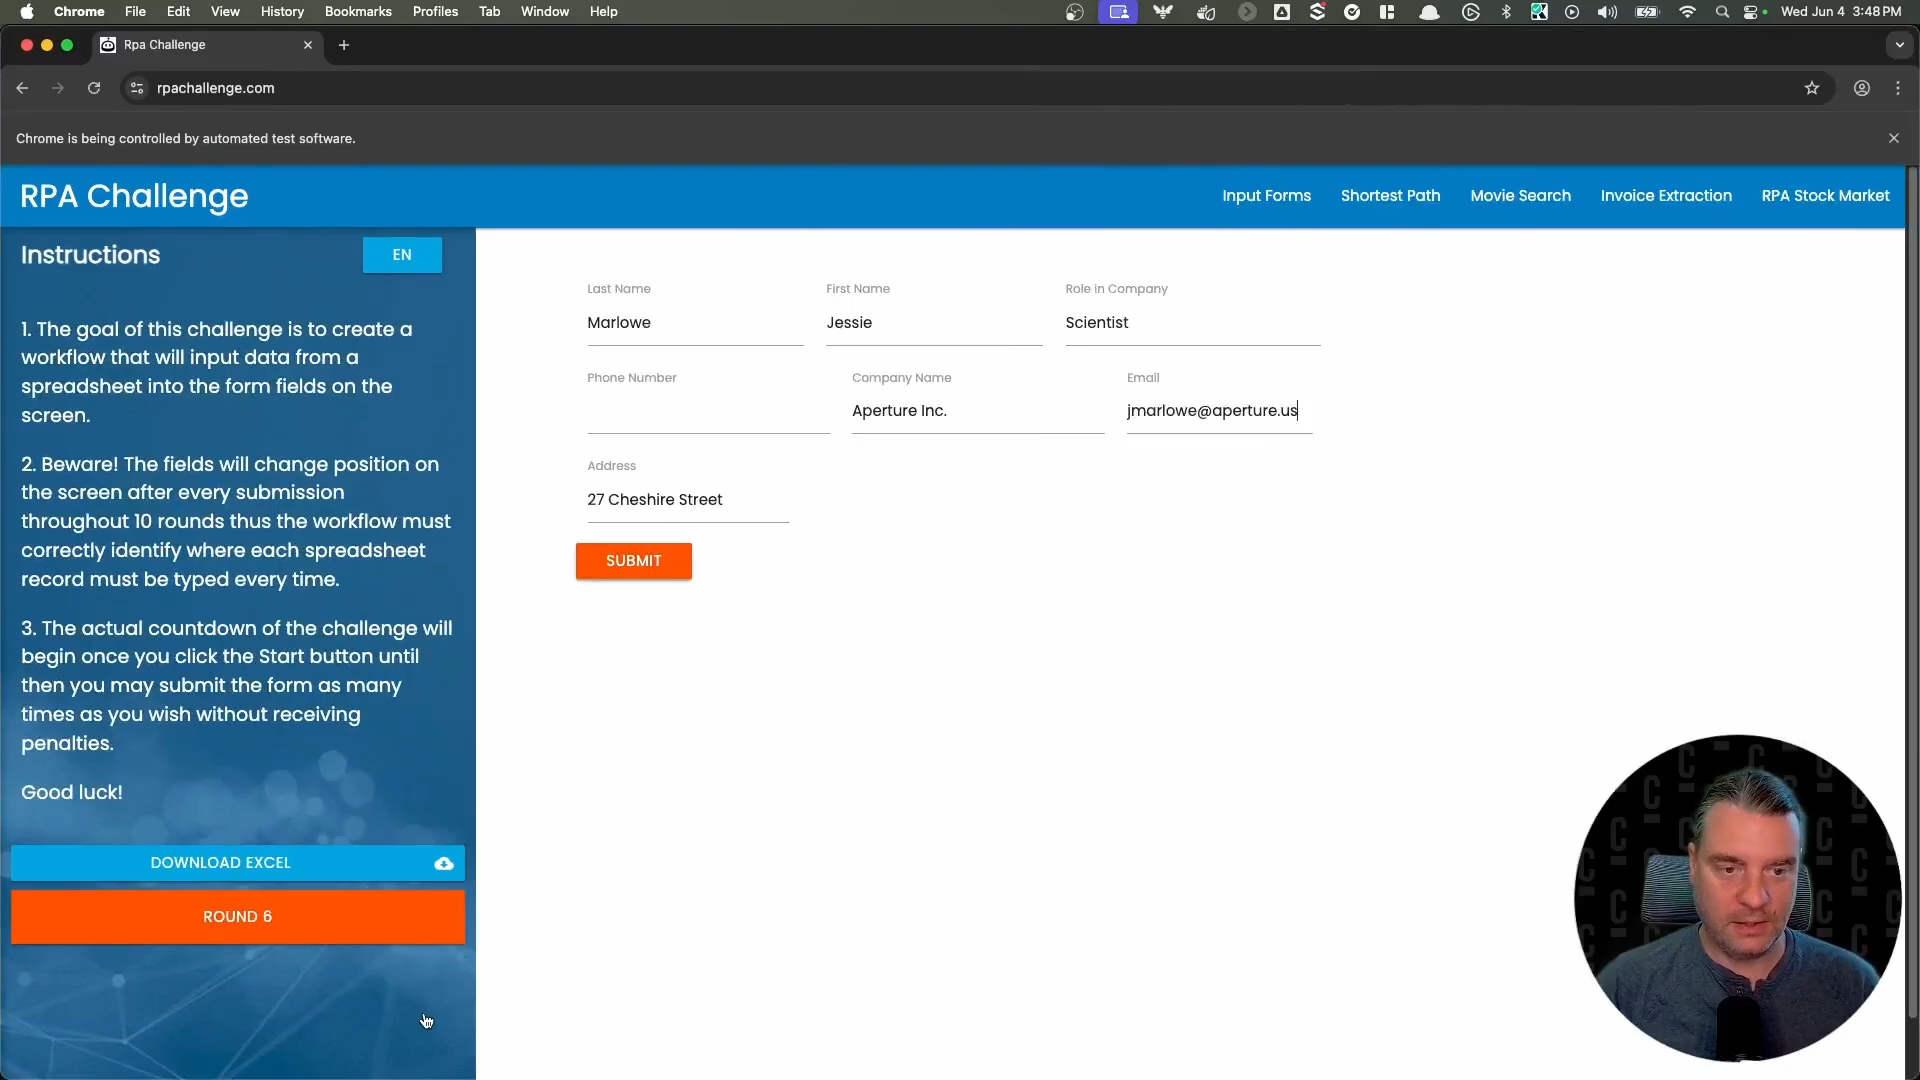 Chrome File Edit View History Bookmarks Profiles Tab Window Help Wed Jun 4 3:48 PM
Rpa Challenge
rpachallenge.com
Chrome is being controlled by automated test software.
RPA Challenge
Input Forms Shortest Path Movie Search Invoice Extraction RPA Stock Market
Instructions
EN
1. The goal of this challenge is to create a
workflow that will input data from a
spreadsheet into the form fields on the
screen.
2. Beware! The fields will change position on
the screen after every submission
throughout 10 rounds thus the workflow must
correctly identify where each spreadsheet
record must be typed every time.
3. The actual countdown of the challenge will
begin once you click the Start button until
then you may submit the form as many
times as you wish without receiving
penalties.
Good luck!
DOWNLOAD EXCEL
ROUND 6
Last Name First Name Role in Company
Marlowe Jessie Scientist
Phone Number Company Name Email
Aperture Inc. jmarlowe@aperture.us
Address
27 Cheshire Street
SUBMIT